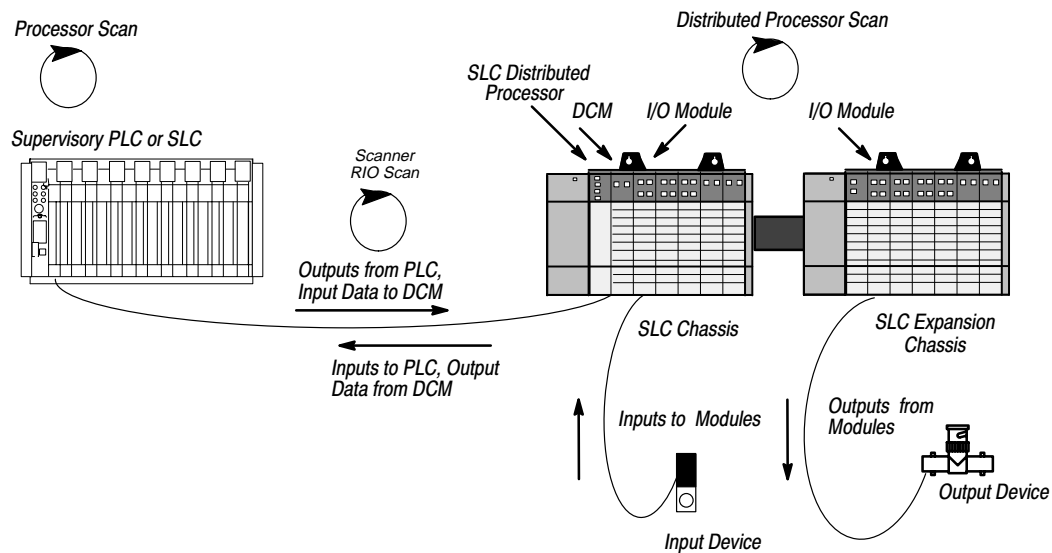 Processor Scan
Distributed Processor Scan
SLC Distributed
Processor
DCM
I/O Module
I/O Module
Supervisory PLC or SLC
Scanner
RIO Scan
Outputs from PLC,
Input Data to DCM
Inputs to PLC, Output
Data from DCM
SLC Chassis
SLC Expansion
Chassis
Inputs to Modules
Outputs from
Modules
Input Device
Output Device